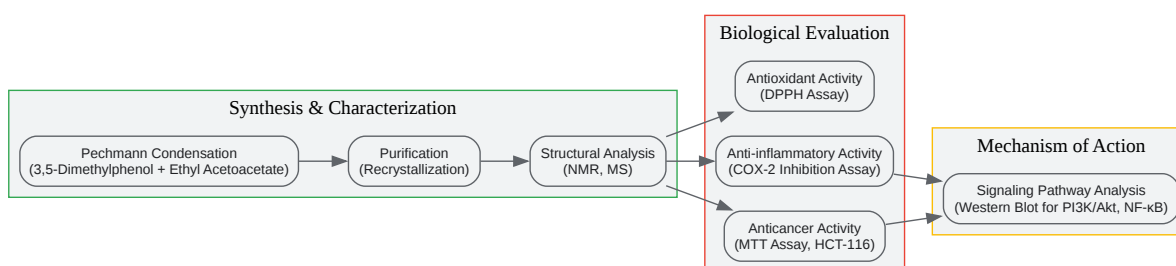 Synthesis & Characterization
Pechmann Condensation
(3,5-Dimethylphenol + Ethyl Acetoacetate)
Purification
(Recrystallization)
Structural Analysis
(NMR, MS)
Biological Evaluation
Antioxidant Activity
(DPPH Assay)
Anti-inflammatory Activity
(COX-2 Inhibition Assay)
Anticancer Activity
(MTT Assay, HCT-116)
Mechanism of Action
Signaling Pathway Analysis
(Western Blot for PI3K/Akt, NF-κB)